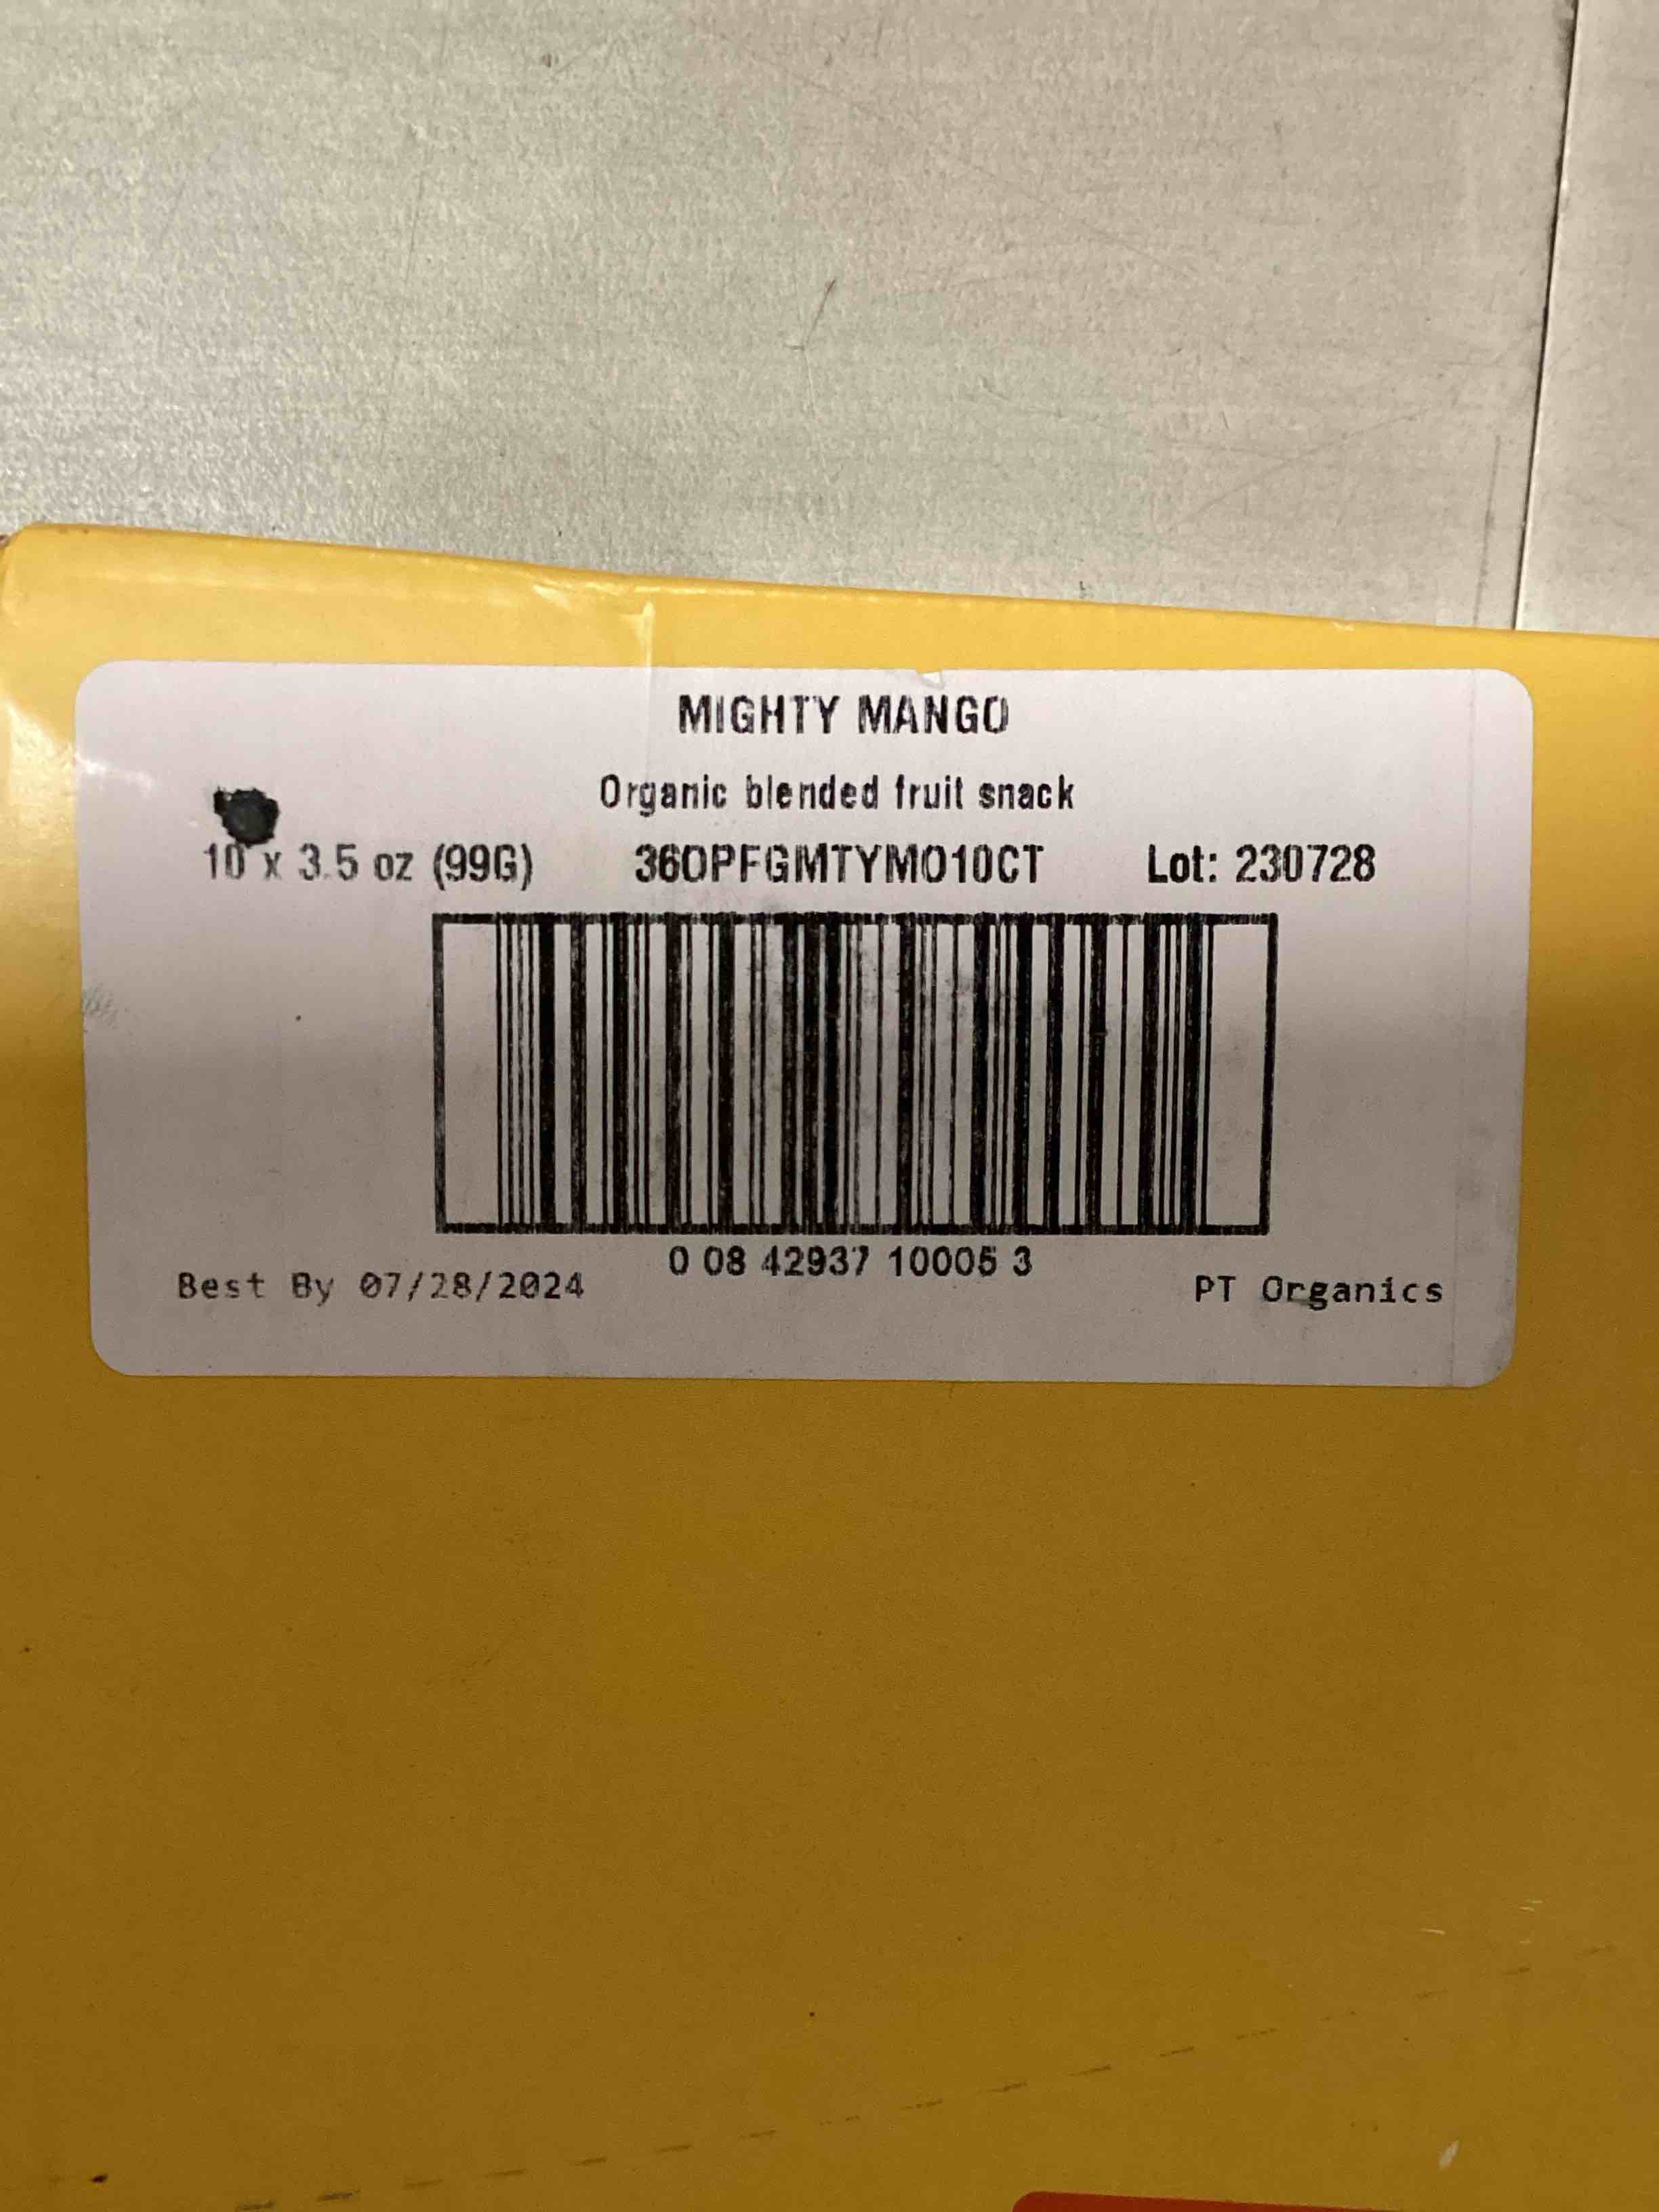 MIGHTY MANGO
Organic blended fruit snack
10 x 3.5 oz (99G) 360PFGMTYMO10CT Lot: 230728
0 08 42937 10005 3
Best By 07/28/2024 PT Organics